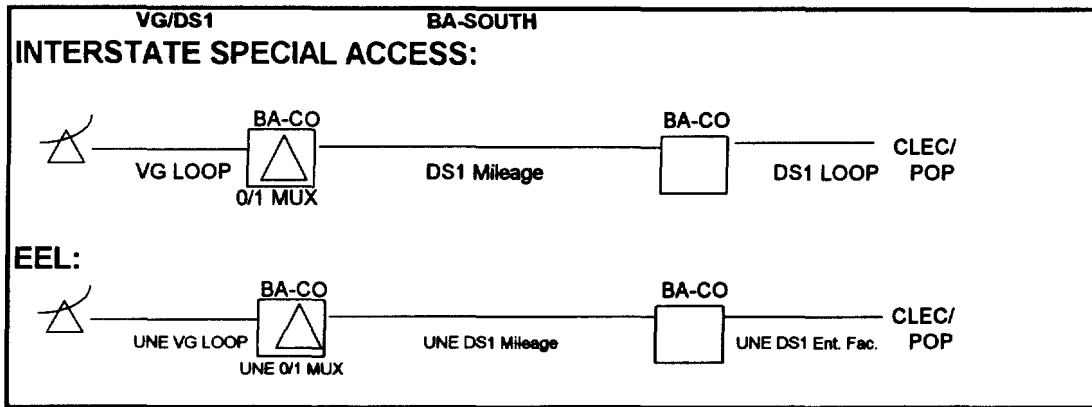 VG/DS1 BA-SOUTH
INTERSTATE SPECIAL ACCESS:
BA-CO BA-CO
VG LOOP DS1 Mileage DS1 LOOP CLEC/
POP
0/1 MUX
EEL:
BA-CO BA-CO
UNE VG LOOP UNE DS1 Mileage UNE DS1 Ent. Fac. CLEC/
POP
UNE 0/1 MUX